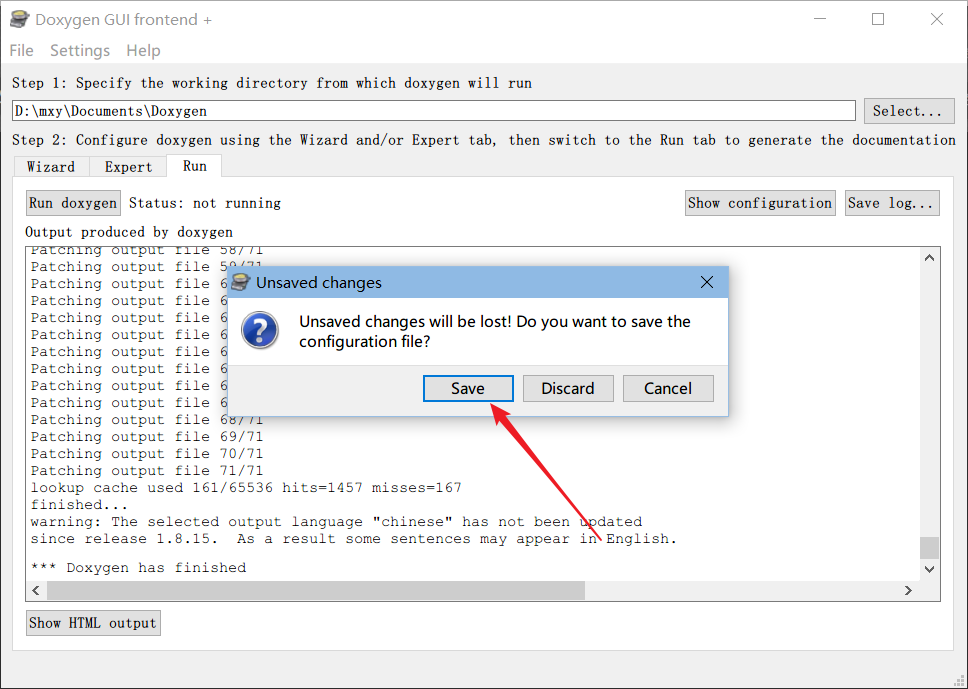 Doxygen GUI frontend +
File Settings Help
Step 1: Specify the working directory from which doxygen will run
D:\mxy\Documents\Doxygen
Select...
Step 2: Configure doxygen using the Wizard and/or Expert tab, then switch to the Run tab to generate the documentation
Wizard Expert Run
Run doxygen Status: not running Show configuration Save log...
Output produced by doxygen
Patching output file 58/71
Patching output file 59/71
Patching output file 6
Patching output file 6
Patching output file 6
Patching output file 6
Patching output file 6
Patching output file 6
Patching output file 6
Patching output file 6
Patching output file 68/71
Patching output file 69/71
Patching output file 70/71
Patching output file 71/71
lookup cache used 161/65536 hits=1457 misses=167
finished...
warning: The selected output language "chinese" has not been updated
since release 1.8.15. As a result some sentences may appear in English.
*** Doxygen has finished
Unsaved changes
Unsaved changes will be lost! Do you want to save the
configuration file?
Save Discard Cancel
Show HTML output